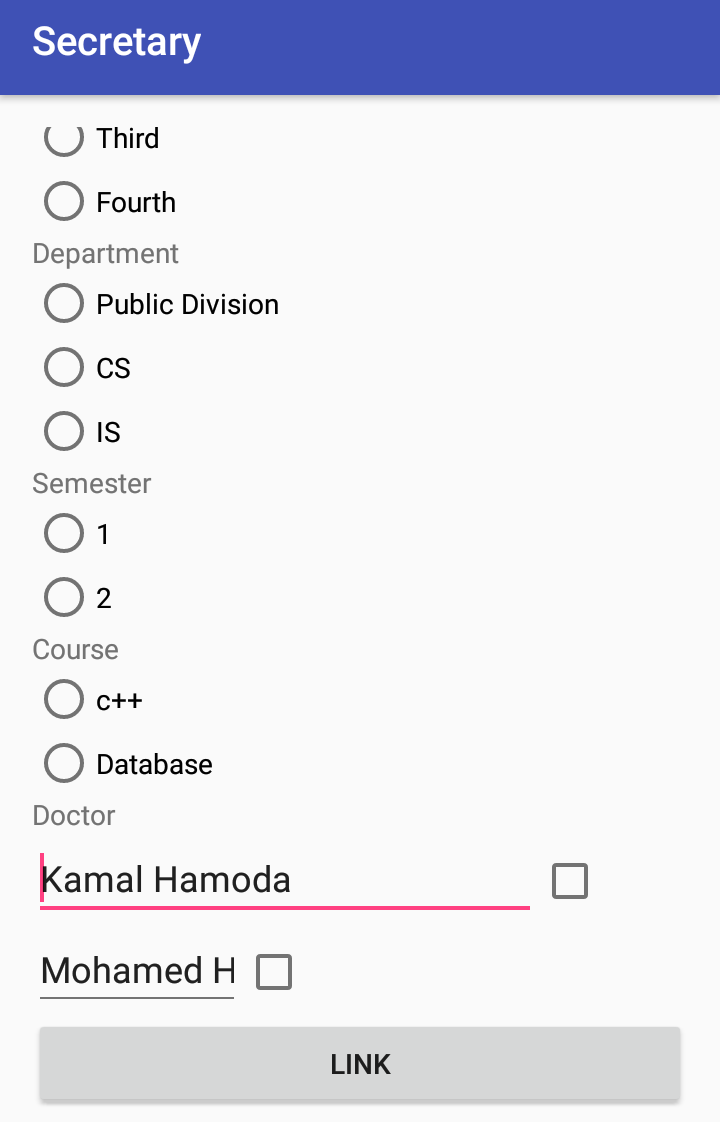 Secretary
Third
Fourth
Department
Public Division
CS
IS
Semester
1
2
Course
c++
Database
Doctor
Kamal Hamoda
Mohamed H
LINK